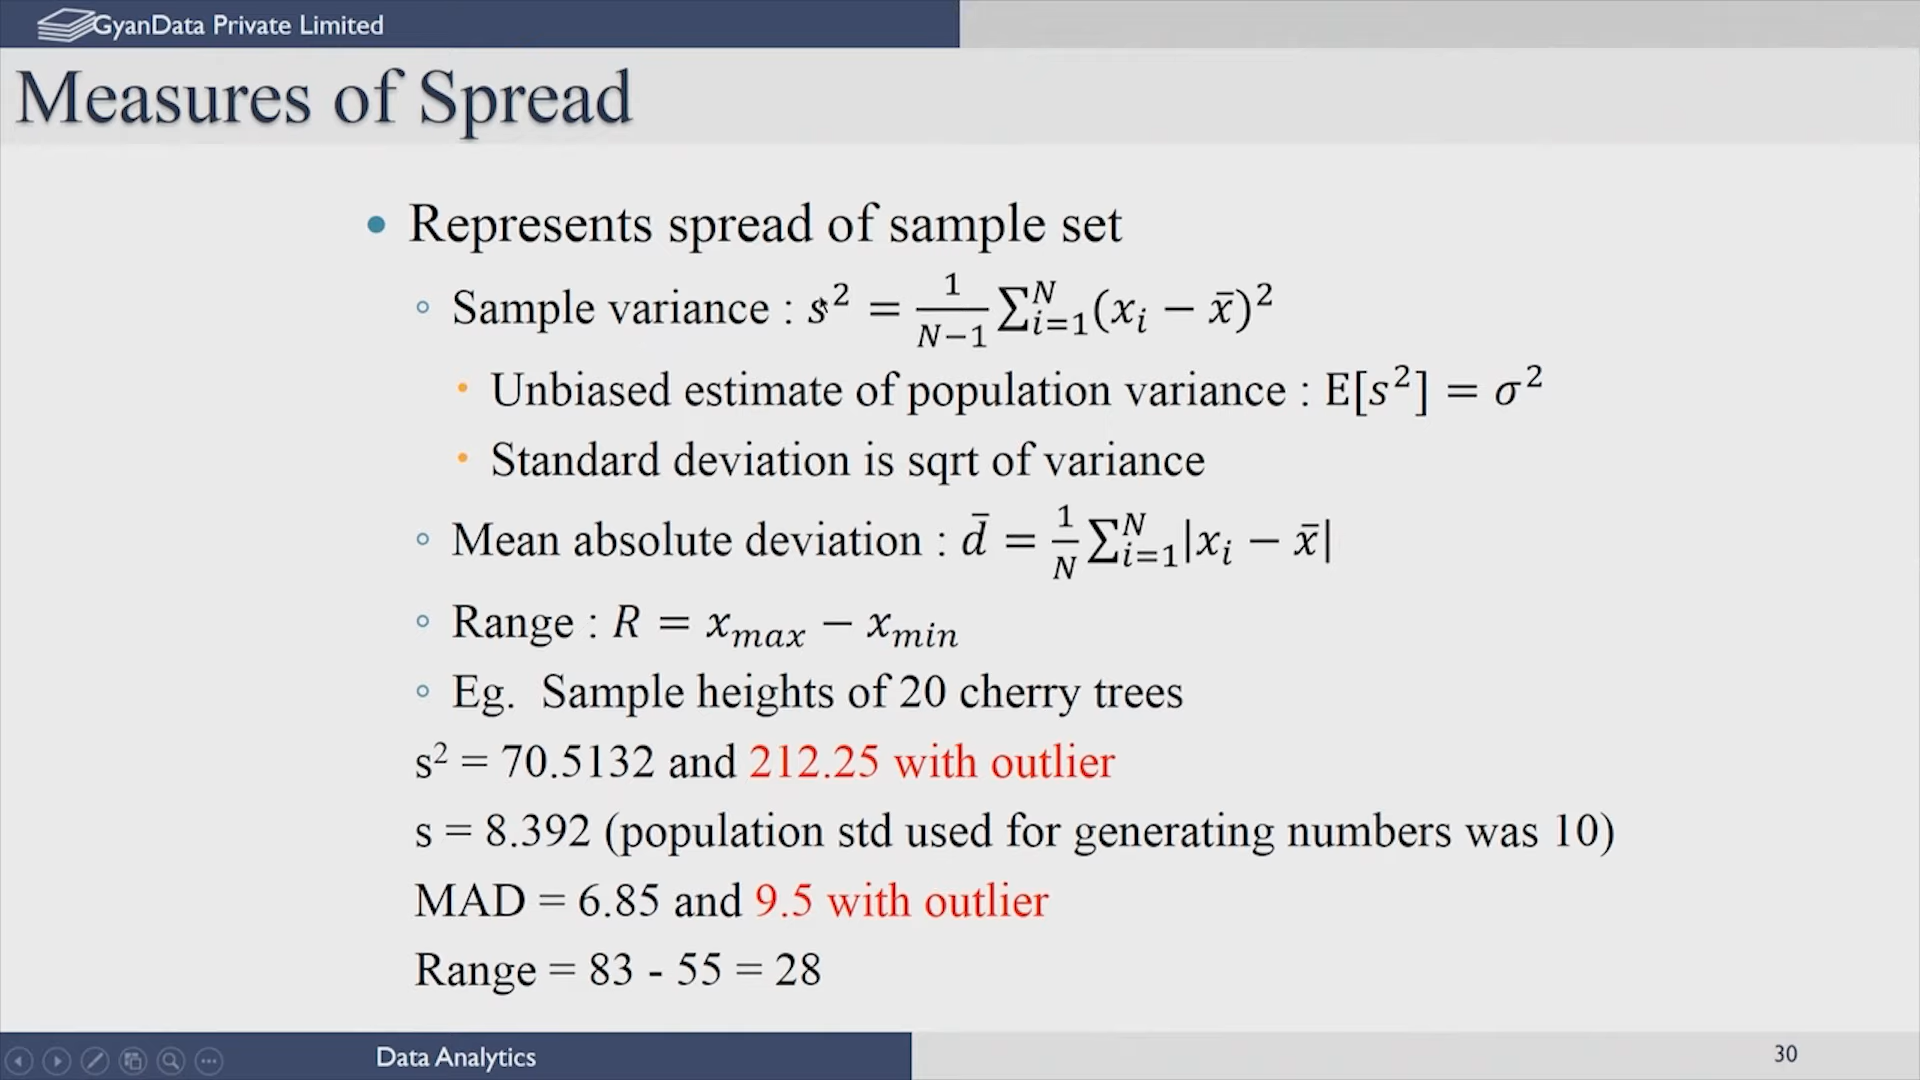 GyanData Private Limited
Measures of Spread
• Represents spread of sample set
◦ Sample variance : s² = 1/(N−1) ∑ᵢ₌₁ᴺ (xᵢ − x̄)²
• Unbiased estimate of population variance : E[s²] = σ²
• Standard deviation is sqrt of variance
◦ Mean absolute deviation : d̄ = 1/N ∑ᵢ₌₁ᴺ |xᵢ − x̄|
◦ Range : R = x_max − x_min
◦ Eg. Sample heights of 20 cherry trees
s² = 70.5132 and 212.25 with outlier
s = 8.392 (population std used for generating numbers was 10)
MAD = 6.85 and 9.5 with outlier
Range = 83 - 55 = 28
Data Analytics
30